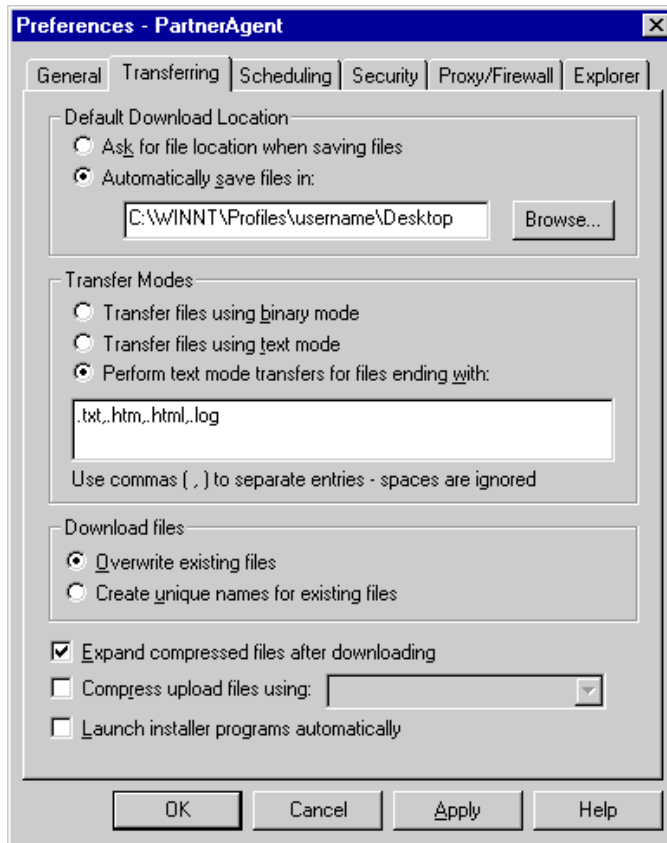 Preferences - PartnerAgent
General Transferring Scheduling Security Proxy/Firewall Explorer
Default Download Location
Ask for file location when saving files
Automatically save files in:
C:\WINNT\Profiles\username\Desktop Browse...
Transfer Modes
Transfer files using binary mode
Transfer files using text mode
Perform text mode transfers for files ending with:
.txt,.htm,.html,.log
Use commas ( , ) to separate entries - spaces are ignored
Download files
Overwrite existing files
Create unique names for existing files
Expand compressed files after downloading
Compress upload files using:
Launch installer programs automatically
OK Cancel Apply Help